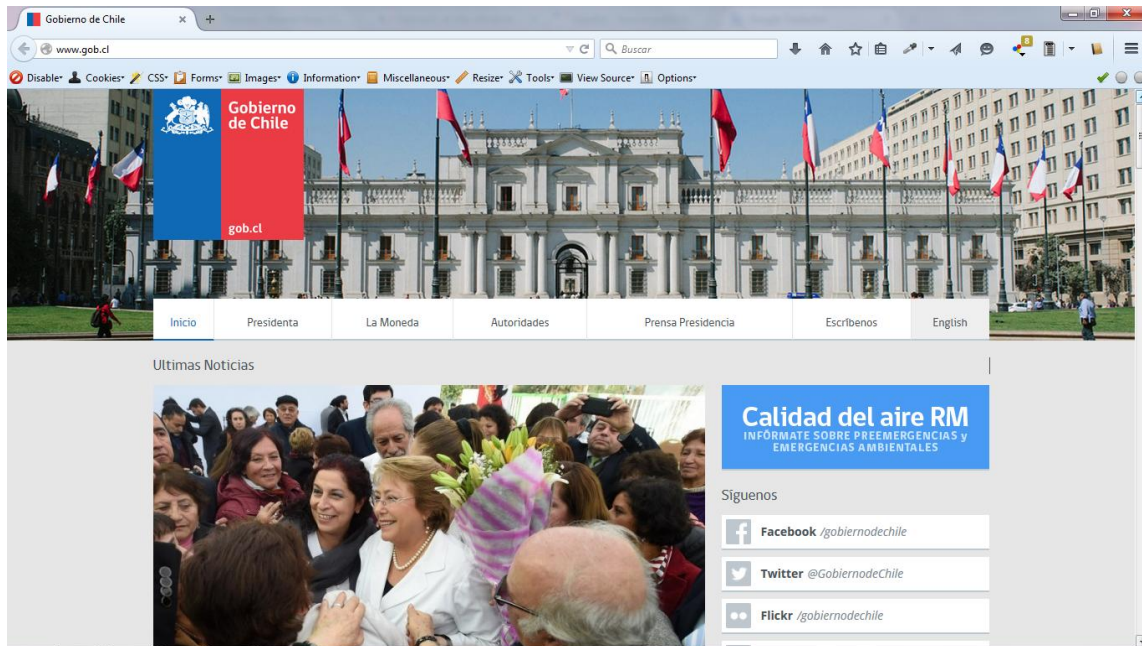 Gobierno de Chile
www.gob.cl
Buscar
8
Disable Cookies CSS Forms Images Information Miscellaneous Resize Tools View Source Options
Gobierno
de Chile
gob.cl
Inicio Presidenta La Moneda Autoridades Prensa Presidencia Escríbenos English
Ultimas Noticias
Calidad del aire RM
INFÓRMATE SOBRE PREEMERGENCIAS y
EMERGENCIAS AMBIENTALES
Síguenos
Facebook /gobiernodechile
Twitter @GobiernodeChile
Flickr /gobiernodechile